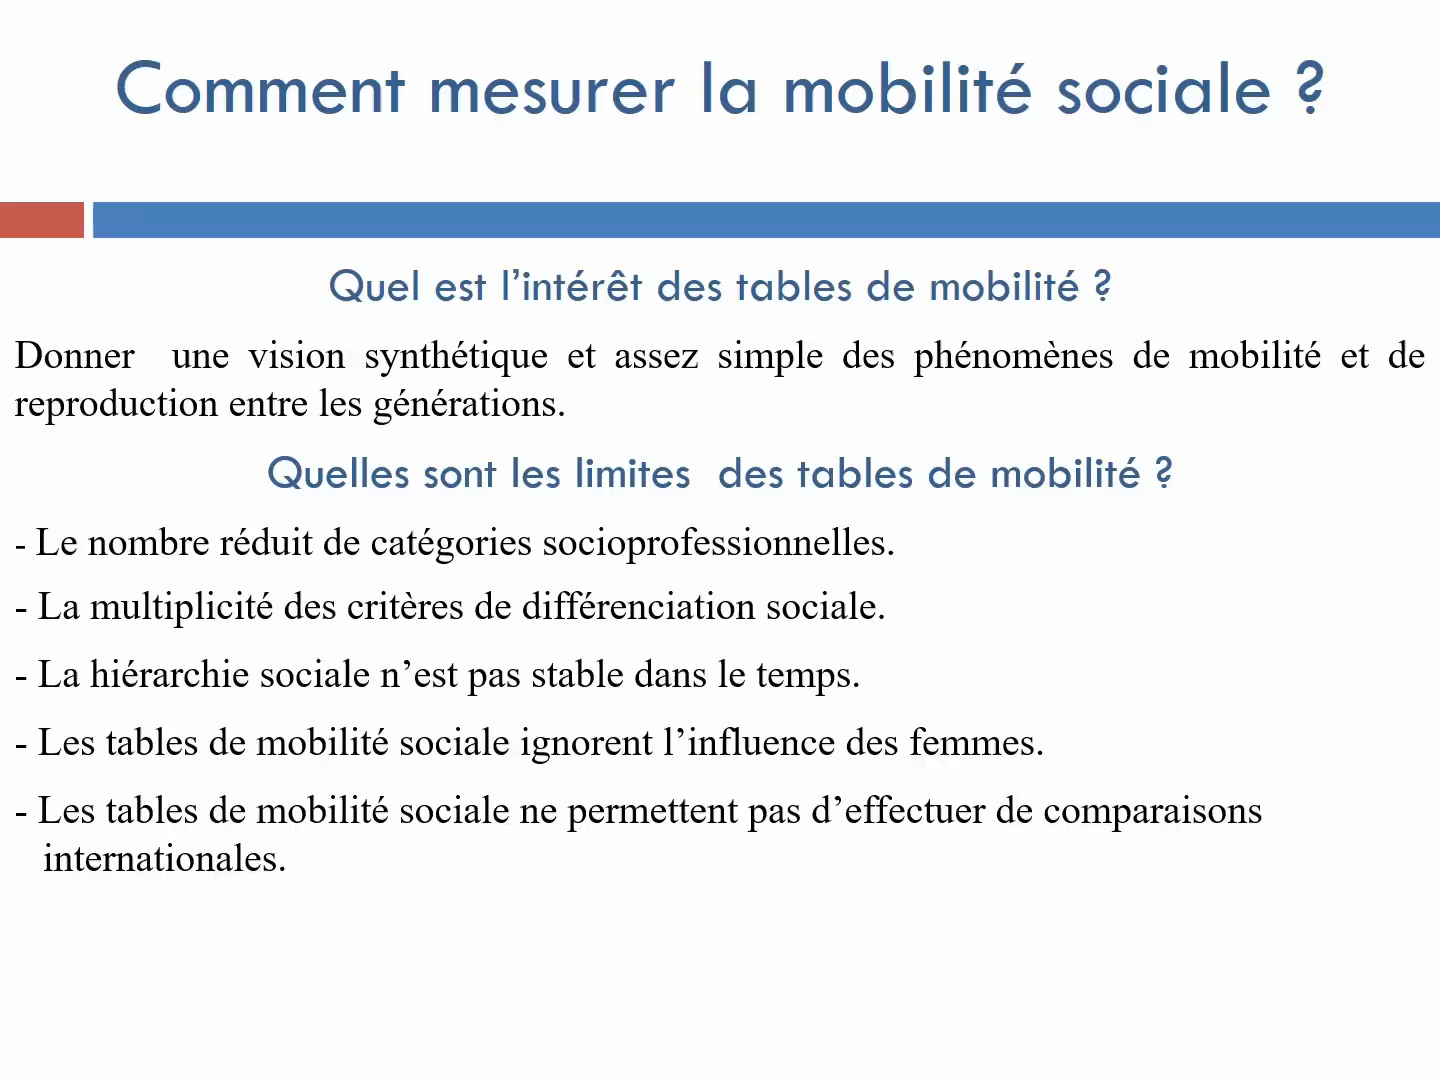 Comment mesurer la mobilité sociale ?
Quel est l’intérêt des tables de mobilité ?
Donner une vision synthétique et assez simple des phénomènes de mobilité et de
reproduction entre les générations.
Quelles sont les limites des tables de mobilité ?
- Le nombre réduit de catégories socioprofessionnelles.
- La multiplicité des critères de différenciation sociale.
- La hiérarchie sociale n’est pas stable dans le temps.
- Les tables de mobilité sociale ignorent l’influence des femmes.
- Les tables de mobilité sociale ne permettent pas d’effectuer de comparaisons
internationales.